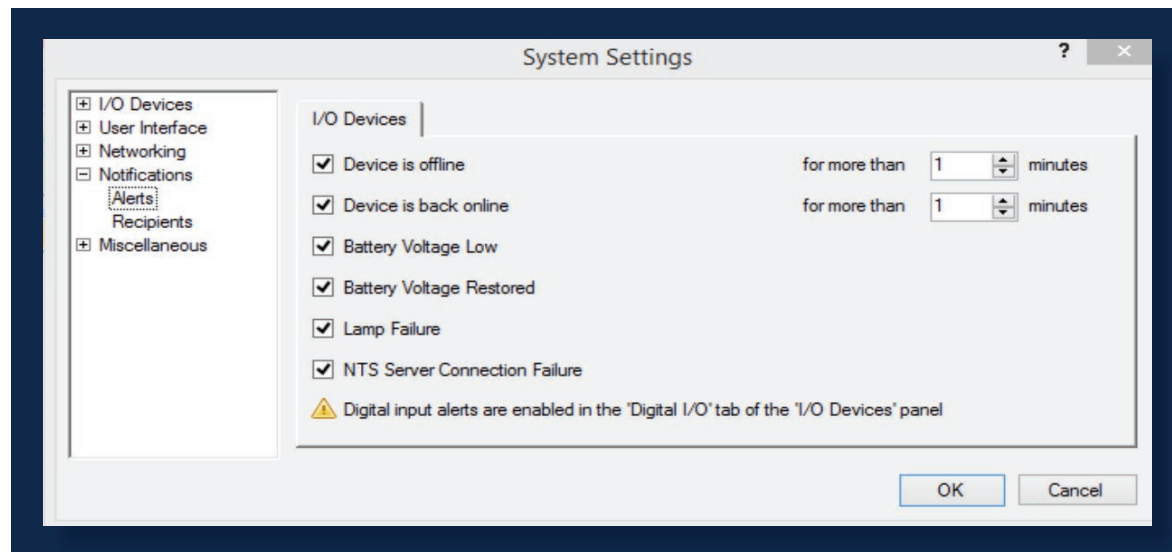 System Settings
?
I/O Devices
User Interface
Networking
Notifications
Alerts
Recipients
Miscellaneous
I/O Devices
Device is offline for more than 1 minutes
Device is back online for more than 1 minutes
Battery Voltage Low
Battery Voltage Restored
Lamp Failure
NTS Server Connection Failure
Digital input alerts are enabled in the "Digital I/O" tab of the "I/O Devices" panel
OK Cancel